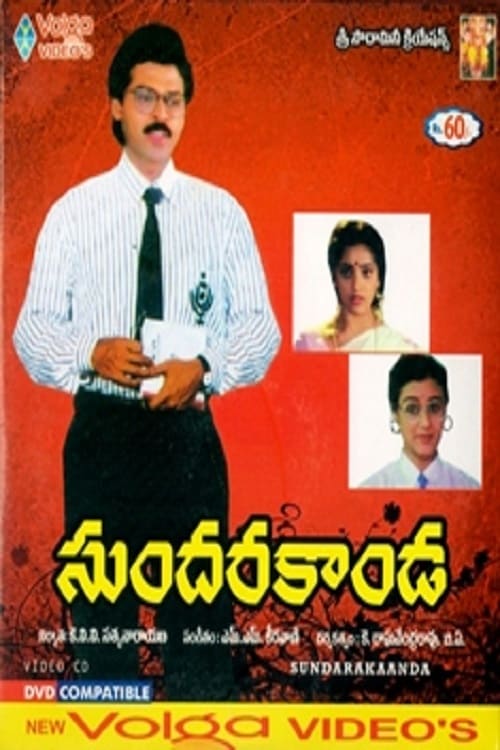 Volga
VIDEO'S
శ్రీ సౌదామిని క్రియేషన్స్
Rs. 60/-
సుందరకాండ
నిర్మాత: కె.వి.వి. సత్యనారాయణ సంగీతం: ఎమ్.ఎమ్. కీరవాణి దర్శకత్వం: కె. రాఘవేంద్రరావు, బి.ఏ.
VIDEO CD
SUNDARAKAANDA
DVD COMPATIBLE
NEW Volga VIDEO'S